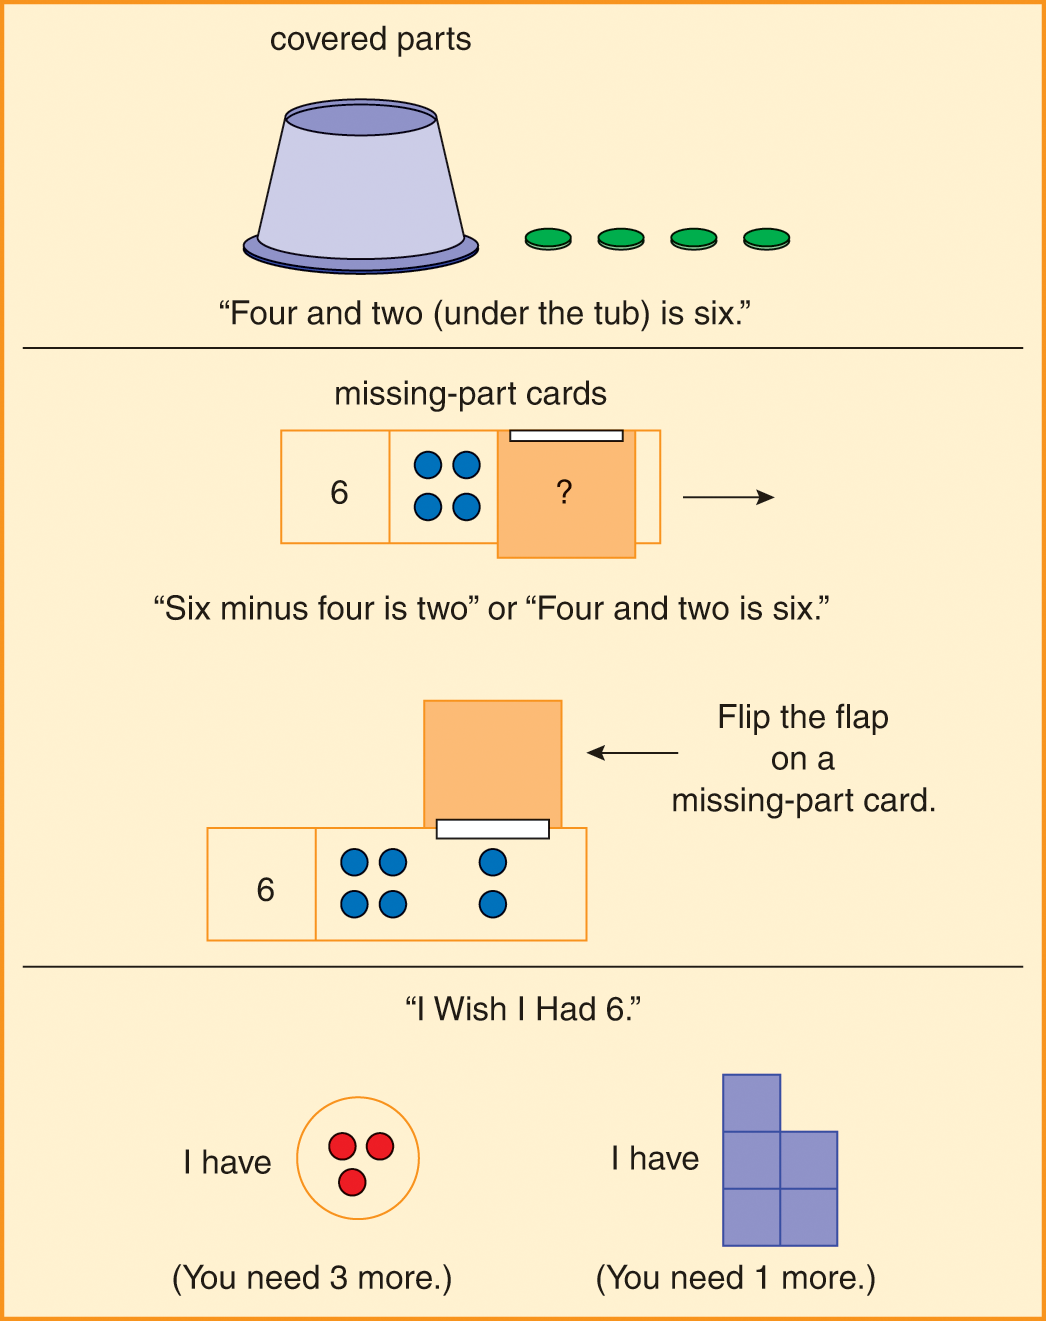 covered parts
“Four and two (under the tub) is six.”
missing-part cards
6
?
“Six minus four is two” or “Four and two is six.”
Flip the flap
on a
missing-part card.
6
“I Wish I Had 6.”
I have
I have
(You need 3 more.)
(You need 1 more.)